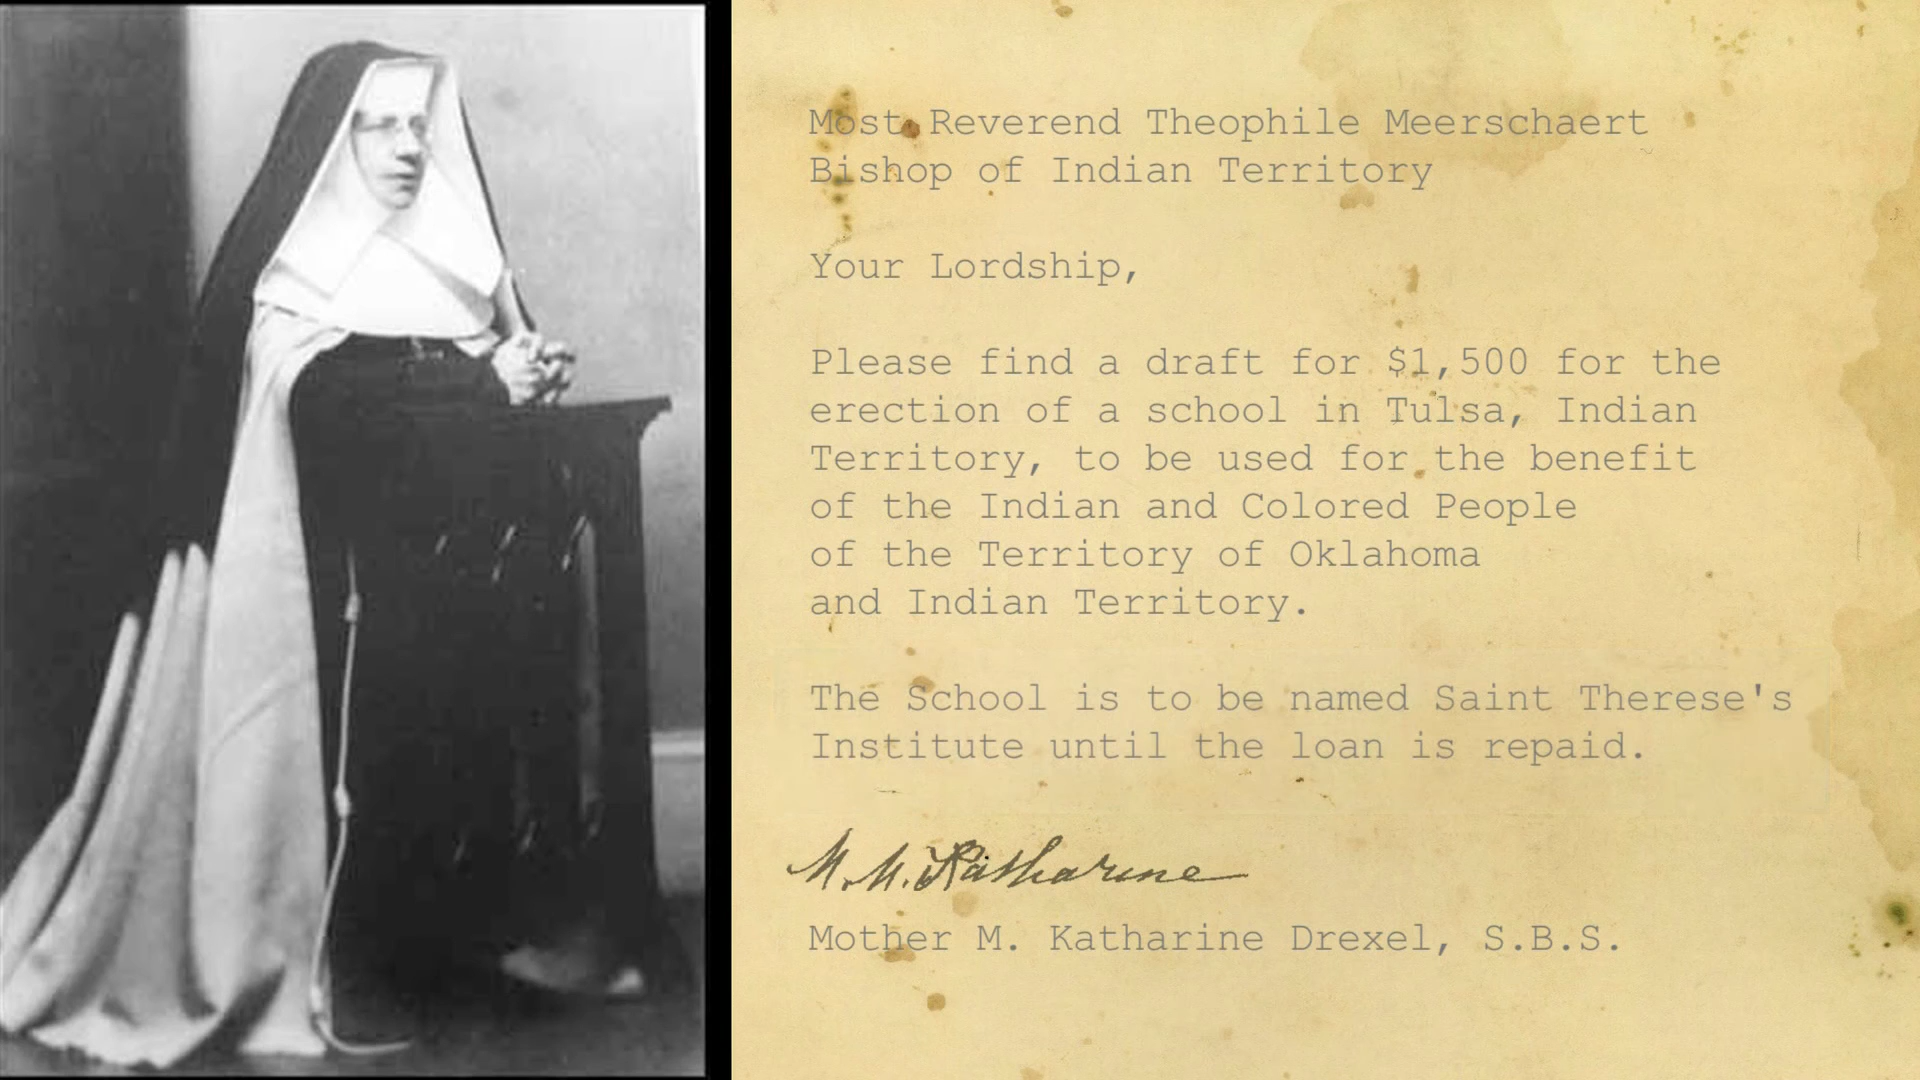 Most Reverend Theophile Meerschaert
Bishop of Indian Territory
Your Lordship,
Please find a draft for $1,500 for the
erection of a school in Tulsa, Indian
Territory, to be used for the benefit
of the Indian and Colored People
of the Territory of Oklahoma
and Indian Territory.
The School is to be named Saint Therese's
Institute until the loan is repaid.
M. M. Katharine
Mother M. Katharine Drexel, S.B.S.